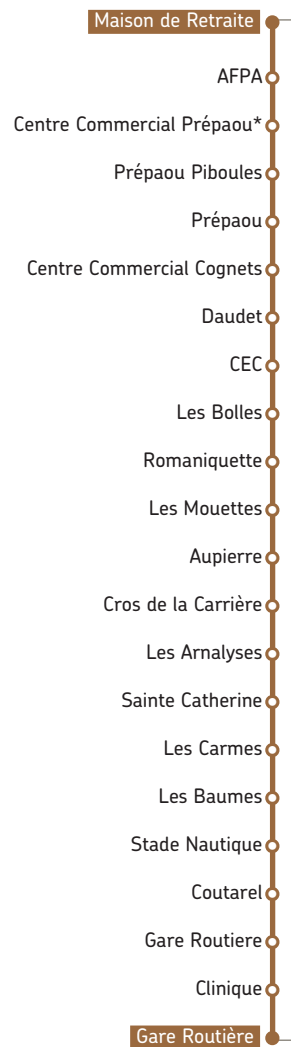 Maison de Retraite
AFPA
Centre Commercial Prépaou*
Prépaou Piboules
Prépaou
Centre Commercial Cognets
Daudet
CEC
Les Bolles
Romaniquette
Les Mouettes
Aupierre
Cros de la Carrière
Les Arnalyses
Sainte Catherine
Les Carmes
Les Baumes
Stade Nautique
Coutarel
Gare Routiere
Clinique
Gare Routière